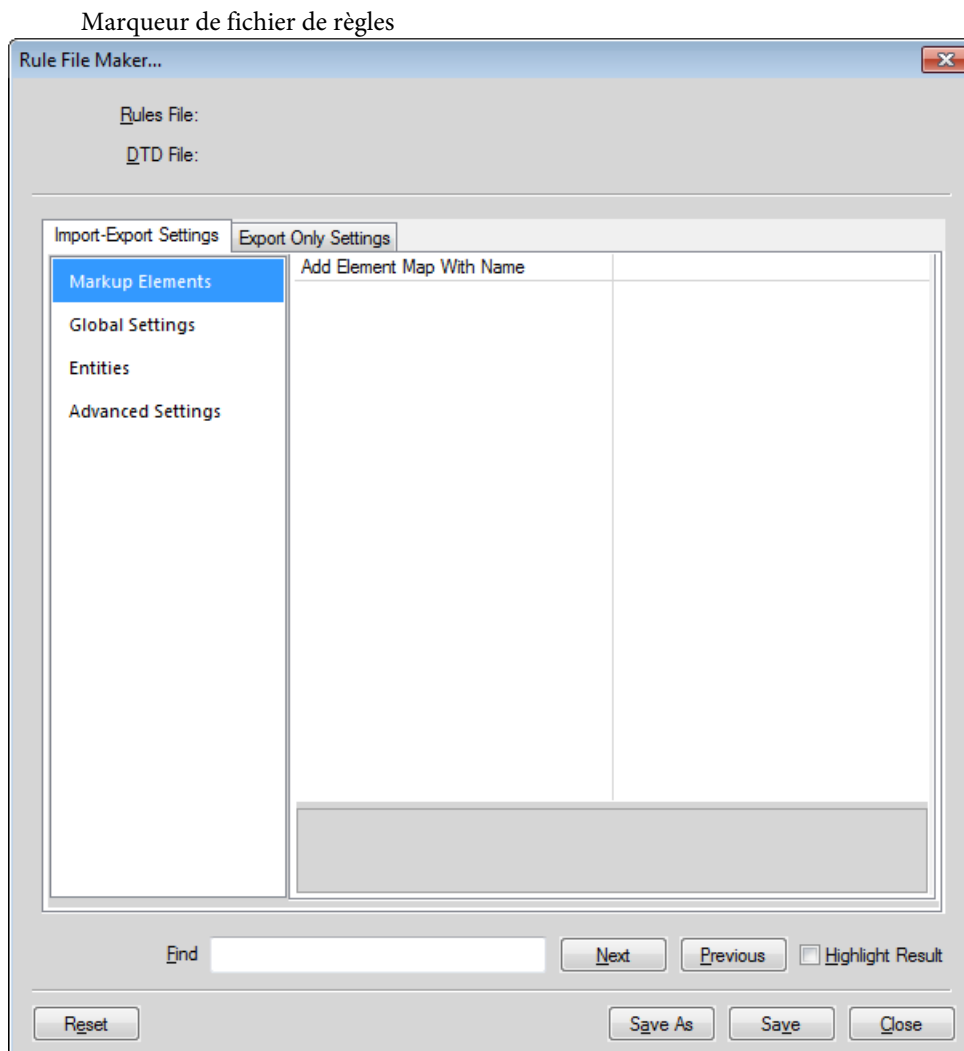 Marqueur de fichier de règles
Rule File Maker...
Rules File:
DTD File:
Import-Export Settings Export Only Settings
Markup Elements Add Element Map With Name
Global Settings
Entities
Advanced Settings
Find Next Previous Highlight Result
Reset Save As Save Close